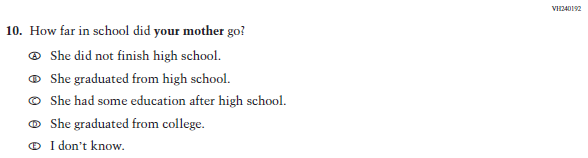 VH240192
10. How far in school did your mother go?
Ⓐ She did not finish high school.
Ⓑ She graduated from high school.
Ⓒ She had some education after high school.
Ⓓ She graduated from college.
Ⓔ I don't know.